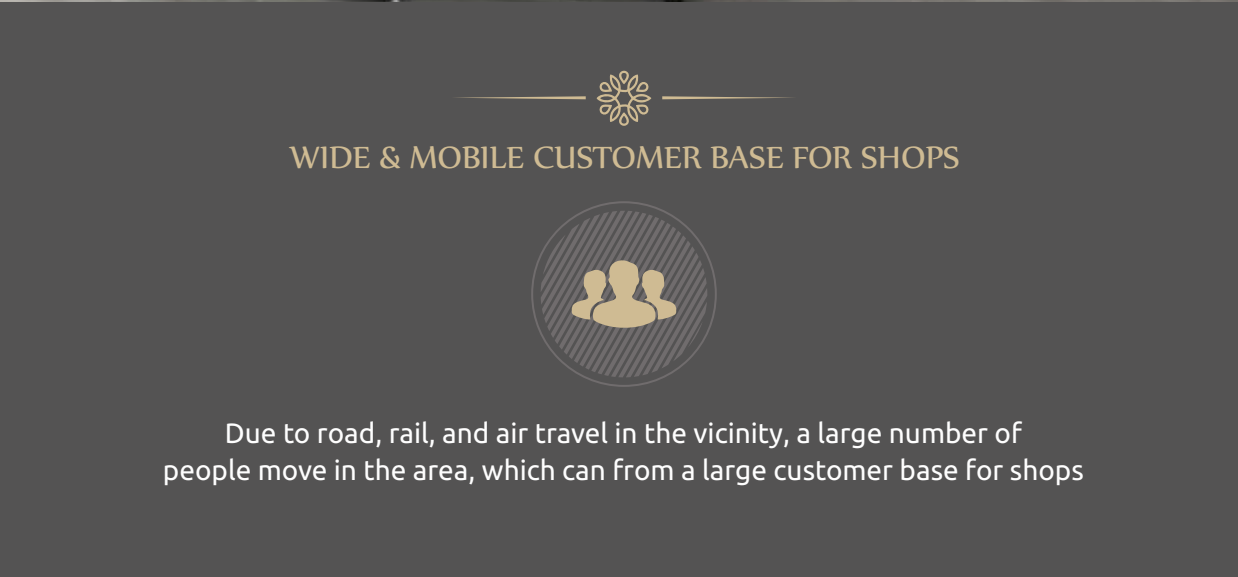 WIDE & MOBILE CUSTOMER BASE FOR SHOPS
Due to road, rail, and air travel in the vicinity, a large number of
people move in the area, which can from a large customer base for shops